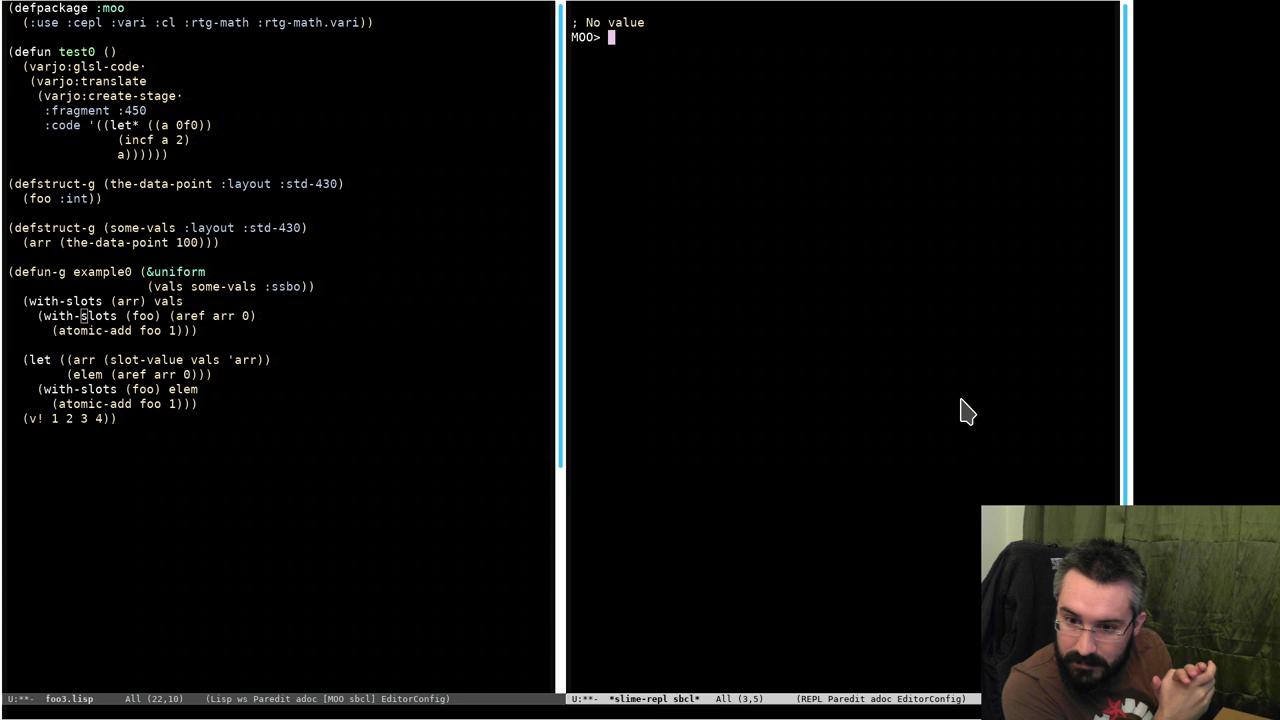 (defpackage :moo
  (:use :cepl :vari :cl :rtg-math :rtg-math.vari))
(defun test0 ()
  (varjo:glsl-code·
   (varjo:translate
    (varjo:create-stage·
     :fragment :450
     :code '((let* ((a 0f0))
               (incf a 2)
               a))))))
(defstruct-g (the-data-point :layout :std-430)
  (foo :int))
(defstruct-g (some-vals :layout :std-430)
  (arr (the-data-point 100)))
(defun-g example0 (&uniform
                   (vals some-vals :ssbo))
  (with-slots (arr) vals
    (with-slots (foo) (aref arr 0)
      (atomic-add foo 1)))
  (let ((arr (slot-value vals 'arr))
        (elem (aref arr 0)))
    (with-slots (foo) elem
      (atomic-add foo 1)))
  (v! 1 2 3 4))
U:**-  foo3.lisp      All (22,10)   (Lisp ws Paredit adoc [MOO sbcl] EditorConfig)
; No value
MOO>
U:**-  *slime-repl sbcl*   All (3,5)     (REPL Paredit adoc EditorConfig)